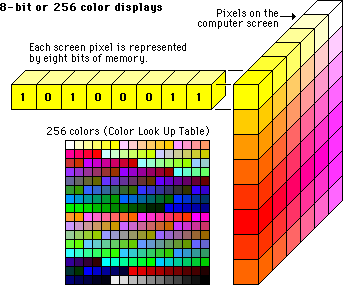 8-bit or 256 color displays
Pixels on the
computer screen
Each screen pixel is represented
by eight bits of memory.
1 0 1 0 0 0 1 1
256 colors (Color Look Up Table)